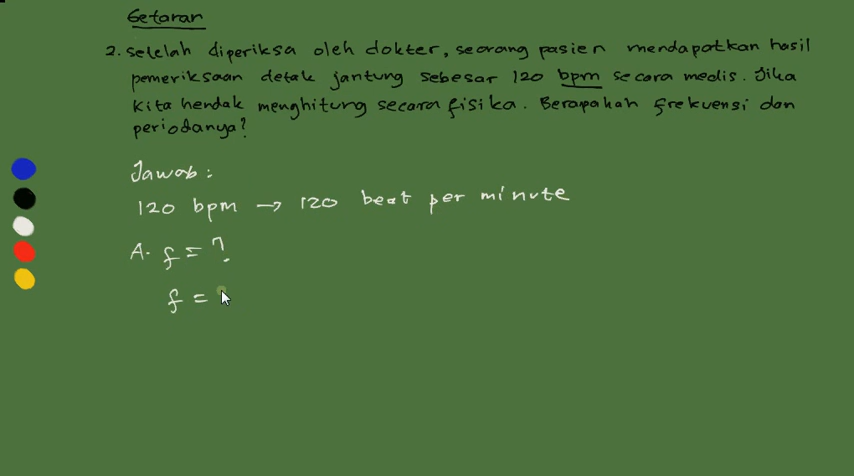 Getaran
2. setelah diperiksa oleh dokter, seorang pasien mendapatkan hasil
pemeriksaan detak jantung sebesar 120 bpm secara medis. Jika
kita hendak menghitung secara fisika. Berapakah frekuensi dan
periodanya?
Jawab:
120 bpm → 120 beat per minute
A. f = ?
f =